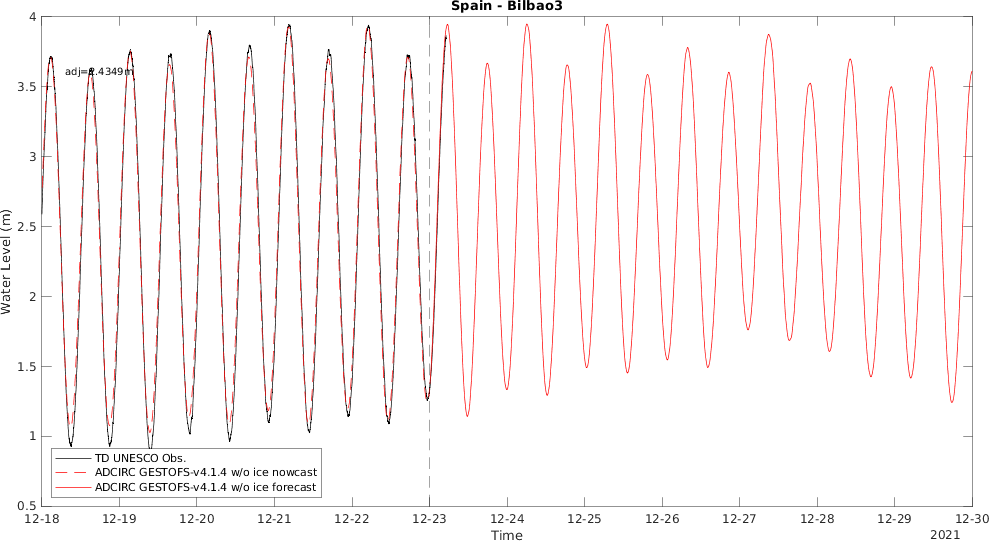 Spain - Bilbao3
4
3.5
3
2.5
2
1.5
1
0.5
Water Level (m)
TD UNESCO Obs.
ADCIRC GESTOFS-v4.1.4 w/o ice nowcast
ADCIRC GESTOFS-v4.1.4 w/o ice forecast
12-18 12-19 12-20 12-21 12-22 12-23 12-24 12-25 12-26 12-27 12-28 12-29 12-30
Time
2021